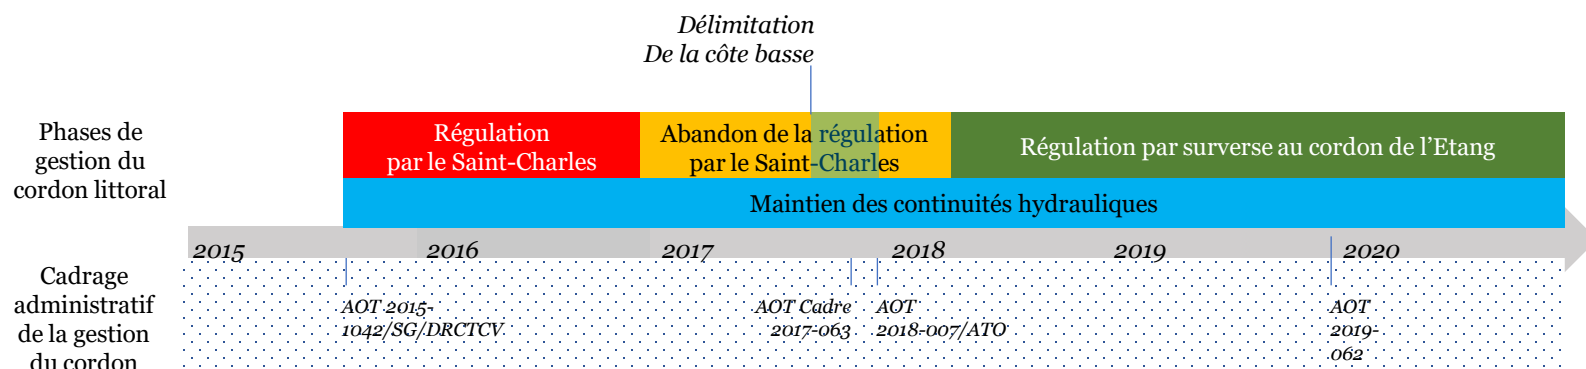 Délimitation
De la côte basse
Phases de
gestion du
cordon littoral
Régulation
par le Saint-Charles
Abandon de la régulation
par le Saint-Charles
Régulation par surverse au cordon de l'Etang
Maintien des continuités hydrauliques
2015
2016
2017
2018
2019
2020
Cadrage
administratif
de la gestion
du cordon
AOT 2015-
1042/SG/DRCTCV
AOT Cadre
2017-063
AOT
2018-007/ATO
AOT
2019-
062